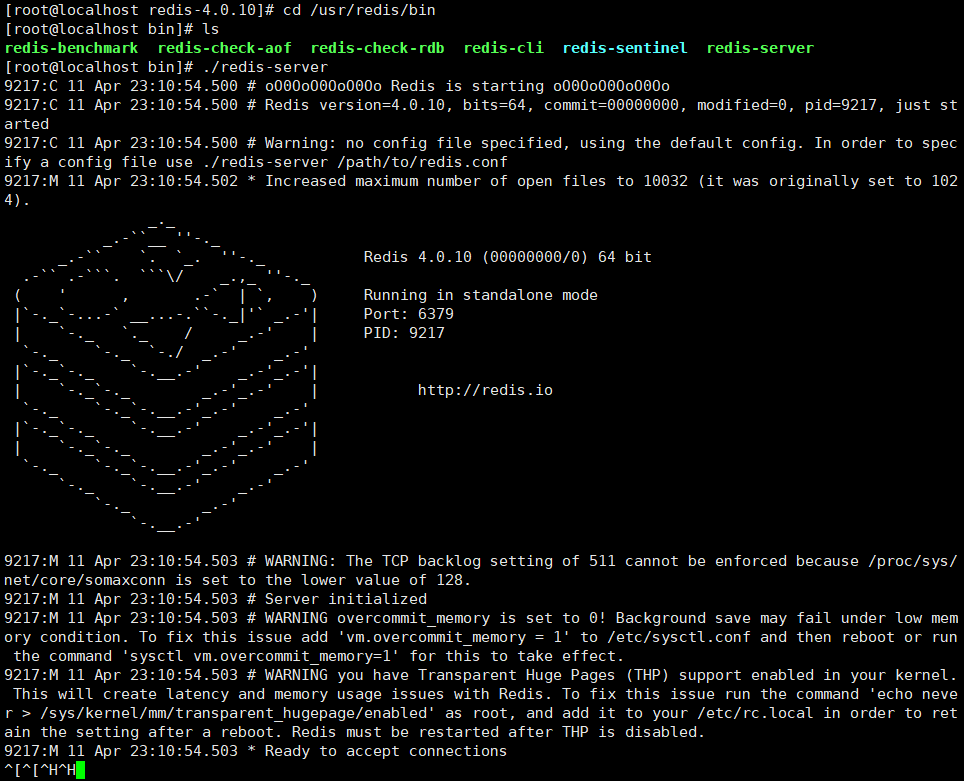 [root@localhost redis-4.0.10]# cd /usr/redis/bin
[root@localhost bin]# ls
redis-benchmark  redis-check-aof  redis-check-rdb  redis-cli  redis-sentinel  redis-server
[root@localhost bin]# ./redis-server
9217:C 11 Apr 23:10:54.500 # oO0OoO0OoO0Oo Redis is starting oO0OoO0OoO0Oo
9217:C 11 Apr 23:10:54.500 # Redis version=4.0.10, bits=64, commit=00000000, modified=0, pid=9217, just st
arted
9217:C 11 Apr 23:10:54.500 # Warning: no config file specified, using the default config. In order to spec
ify a config file use ./redis-server /path/to/redis.conf
9217:M 11 Apr 23:10:54.502 * Increased maximum number of open files to 10032 (it was originally set to 102
4).
Redis 4.0.10 (00000000/0) 64 bit
Running in standalone mode
Port: 6379
PID: 9217
http://redis.io
9217:M 11 Apr 23:10:54.503 # WARNING: The TCP backlog setting of 511 cannot be enforced because /proc/sys/
net/core/somaxconn is set to the lower value of 128.
9217:M 11 Apr 23:10:54.503 # Server initialized
9217:M 11 Apr 23:10:54.503 # WARNING overcommit_memory is set to 0! Background save may fail under low mem
ory condition. To fix this issue add 'vm.overcommit_memory = 1' to /etc/sysctl.conf and then reboot or run
 the command 'sysctl vm.overcommit_memory=1' for this to take effect.
9217:M 11 Apr 23:10:54.503 # WARNING you have Transparent Huge Pages (THP) support enabled in your kernel.
 This will create latency and memory usage issues with Redis. To fix this issue run the command 'echo neve
r > /sys/kernel/mm/transparent_hugepage/enabled' as root, and add it to your /etc/rc.local in order to ret
ain the setting after a reboot. Redis must be restarted after THP is disabled.
9217:M 11 Apr 23:10:54.503 * Ready to accept connections
^[^[^H^H